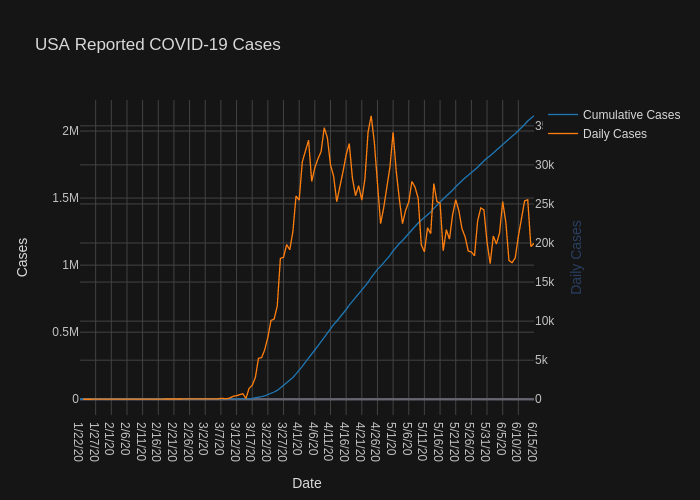 USA Reported COVID-19 Cases
Cumulative Cases
Daily Cases
2M
1.5M
1M
0.5M
0
Cases
30k
25k
20k
15k
10k
5k
0
Daily Cases
1/22/20
1/27/20
2/1/20
2/6/20
2/11/20
2/16/20
2/21/20
2/26/20
3/2/20
3/7/20
3/12/20
3/17/20
3/22/20
3/27/20
4/1/20
4/6/20
4/11/20
4/16/20
4/21/20
4/26/20
5/1/20
5/6/20
5/11/20
5/16/20
5/21/20
5/26/20
5/31/20
6/5/20
6/10/20
6/15/20
Date